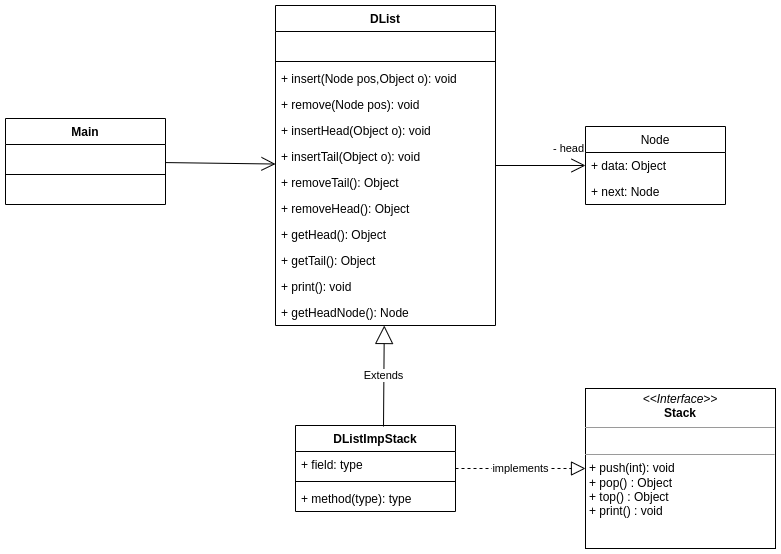 DList
+ insert(Node pos,Object o): void
+ remove(Node pos): void
+ insertHead(Object o): void
+ insertTail(Object o): void
+ removeTail(): Object
+ removeHead(): Object
+ getHead(): Object
+ getTail(): Object
+ print(): void
+ getHeadNode(): Node
Main
- head
Node
+ data: Object
+ next: Node
Extends
DListImpStack
+ field: type
+ method(type): type
implements
<<Interface>>
Stack
+ push(int): void
+ pop() : Object
+ top() : Object
+ print() : void